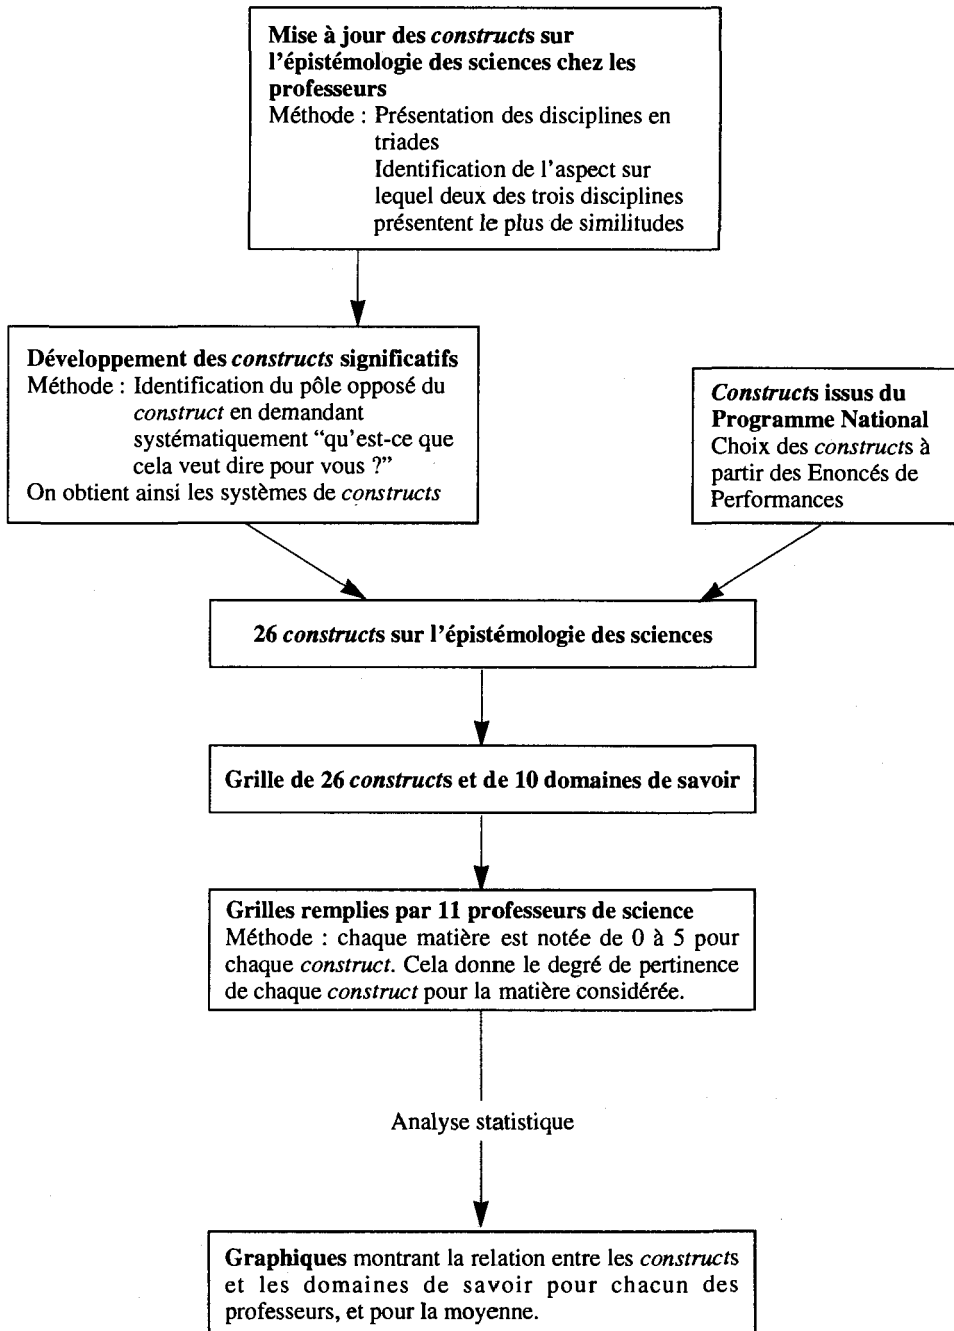 Mise à jour des constructs sur
l'épistémologie des sciences chez les
professeurs
Méthode : Présentation des disciplines en
triades
Identification de l'aspect sur
lequel deux des trois disciplines
présentent le plus de similitudes
Développement des constructs significatifs
Méthode : Identification du pôle opposé du
construct en demandant
systématiquement “qu'est-ce que
cela veut dire pour vous ?”
On obtient ainsi les systèmes de constructs
Constructs issus du
Programme National
Choix des constructs à
partir des Enoncés de
Performances
26 constructs sur l'épistémologie des sciences
Grille de 26 constructs et de 10 domaines de savoir
Grilles remplies par 11 professeurs de science
Méthode : chaque matière est notée de 0 à 5 pour
chaque construct. Cela donne le degré de pertinence
de chaque construct pour la matière considérée.
Analyse statistique
Graphiques montrant la relation entre les constructs
et les domaines de savoir pour chacun des
professeurs, et pour la moyenne.